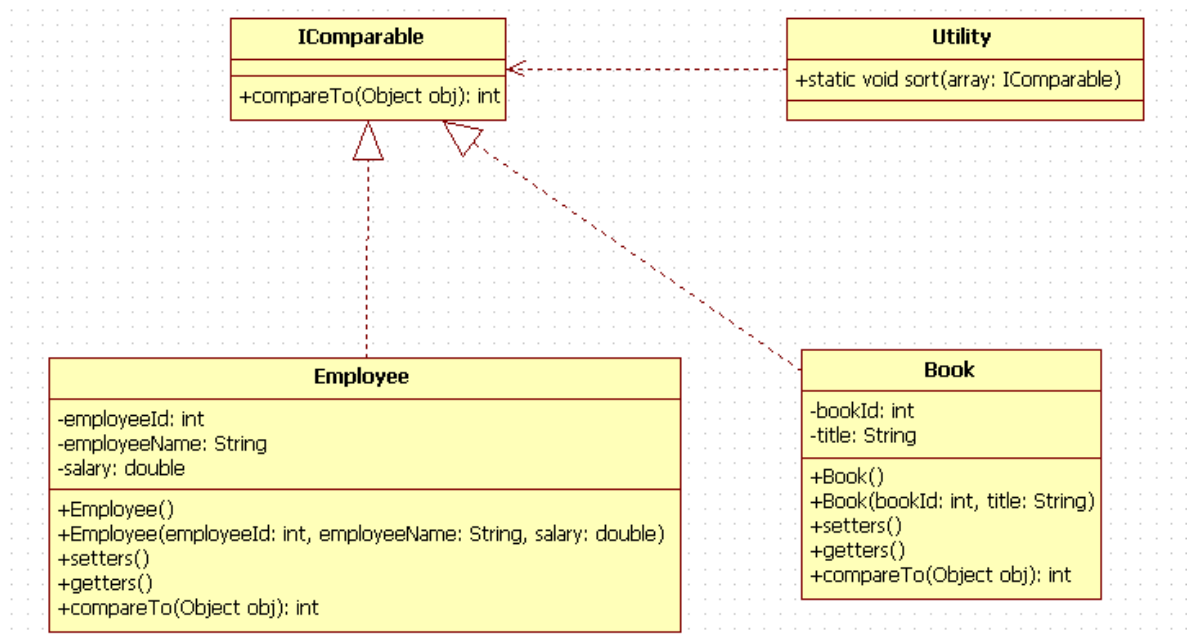 IComparable
+compareTo(Object obj): int
Utility
+static void sort(array: IComparable)
Employee
-employeeId: int
-employeeName: String
-salary: double
+Employee()
+Employee(employeeId: int, employeeName: String, salary: double)
+setters()
+getters()
+compareTo(Object obj): int
Book
-bookId: int
-title: String
+Book()
+Book(bookId: int, title: String)
+setters()
+getters()
+compareTo(Object obj): int